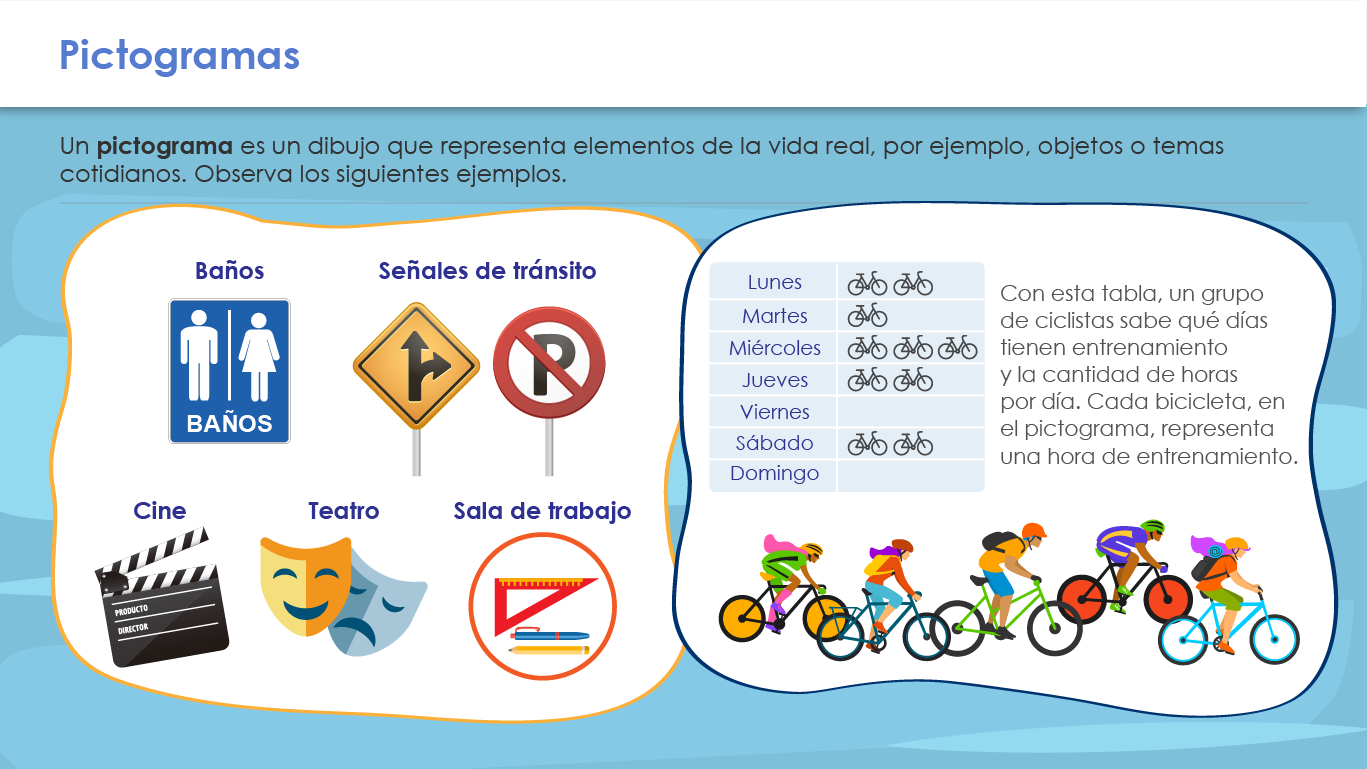 Pictogramas
Un pictograma es un dibujo que representa elementos de la vida real, por ejemplo, objetos o temas
cotidianos. Observa los siguientes ejemplos.
Baños
Señales de tránsito
BAÑOS
P
Cine
Teatro
Sala de trabajo
PRODUCTO
DIRECTOR
Lunes
Martes
Miércoles
Jueves
Viernes
Sábado
Domingo
Con esta tabla, un grupo
de ciclistas sabe qué días
tienen entrenamiento
y la cantidad de horas
por día. Cada bicicleta, en
el pictograma, representa
una hora de entrenamiento.